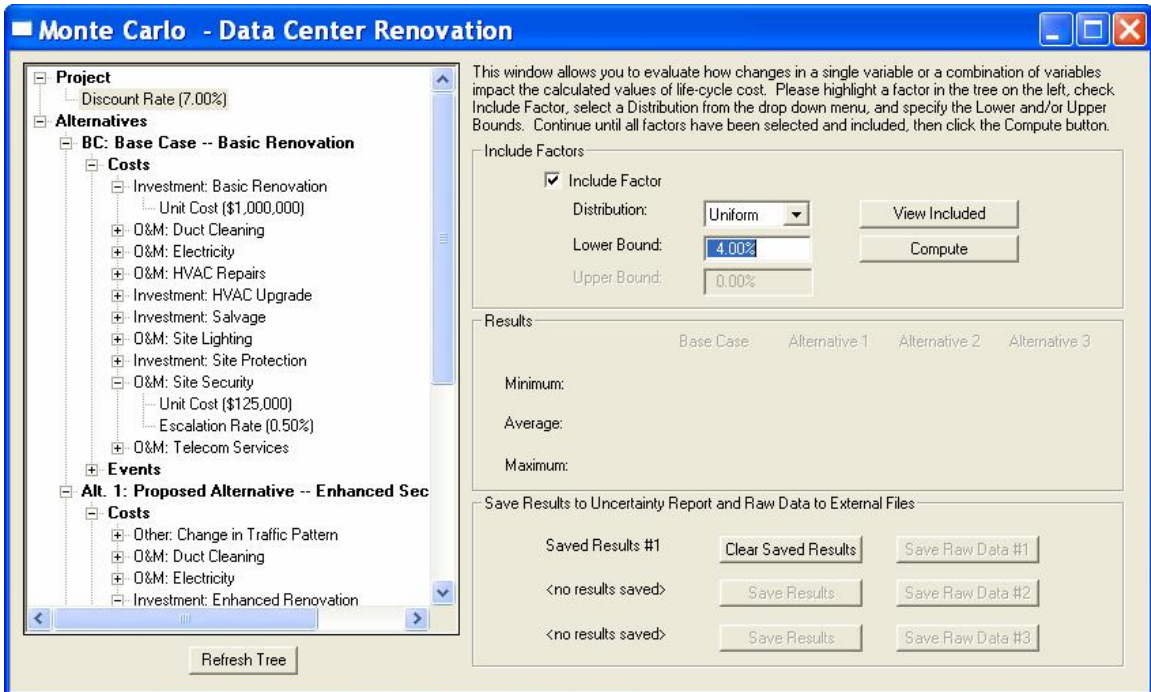 Monte Carlo - Data Center Renovation
Project
Discount Rate (7.00%)
Alternatives
BC: Base Case -- Basic Renovation
Costs
Investment: Basic Renovation
Unit Cost ($1,000,000)
O&M: Duct Cleaning
O&M: Electricity
O&M: HVAC Repairs
Investment: HVAC Upgrade
Investment: Salvage
O&M: Site Lighting
Investment: Site Protection
O&M: Site Security
Unit Cost ($125,000)
Escalation Rate (0.50%)
O&M: Telecom Services
Events
Alt. 1: Proposed Alternative -- Enhanced Sec
Costs
Other: Change in Traffic Pattern
O&M: Duct Cleaning
O&M: Electricity
Investment: Enhanced Renovation
Refresh Tree
This window allows you to evaluate how changes in a single variable or a combination of variables
impact the calculated values of life-cycle cost. Please highlight a factor in the tree on the left, check
Include Factor, select a Distribution from the drop down menu, and specify the Lower and/or Upper
Bounds. Continue until all factors have been selected and included, then click the Compute button.
Include Factors
Include Factor
Distribution: Uniform View Included
Lower Bound: 4.00% Compute
Upper Bound: 0.00%
Results
Base Case Alternative 1 Alternative 2 Alternative 3
Minimum:
Average:
Maximum:
Save Results to Uncertainty Report and Raw Data to External Files
Saved Results #1 Clear Saved Results Save Raw Data #1
<no results saved> Save Results Save Raw Data #2
<no results saved> Save Results Save Raw Data #3